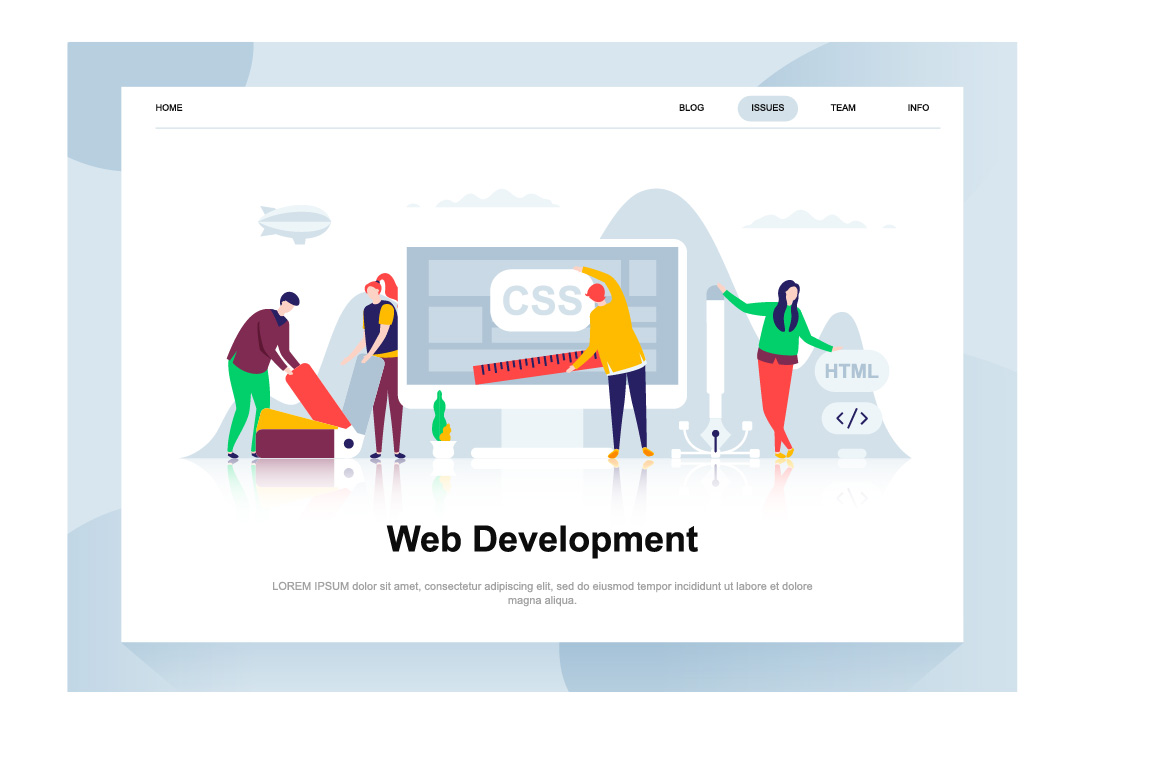 HOME
BLOG
ISSUES
TEAM
INFO
CSS
HTML
</>
Web Development
LOREM IPSUM dolor sit amet, consectetur adipiscing elit, sed do eiusmod tempor incididunt ut labore et dolore
magna aliqua.